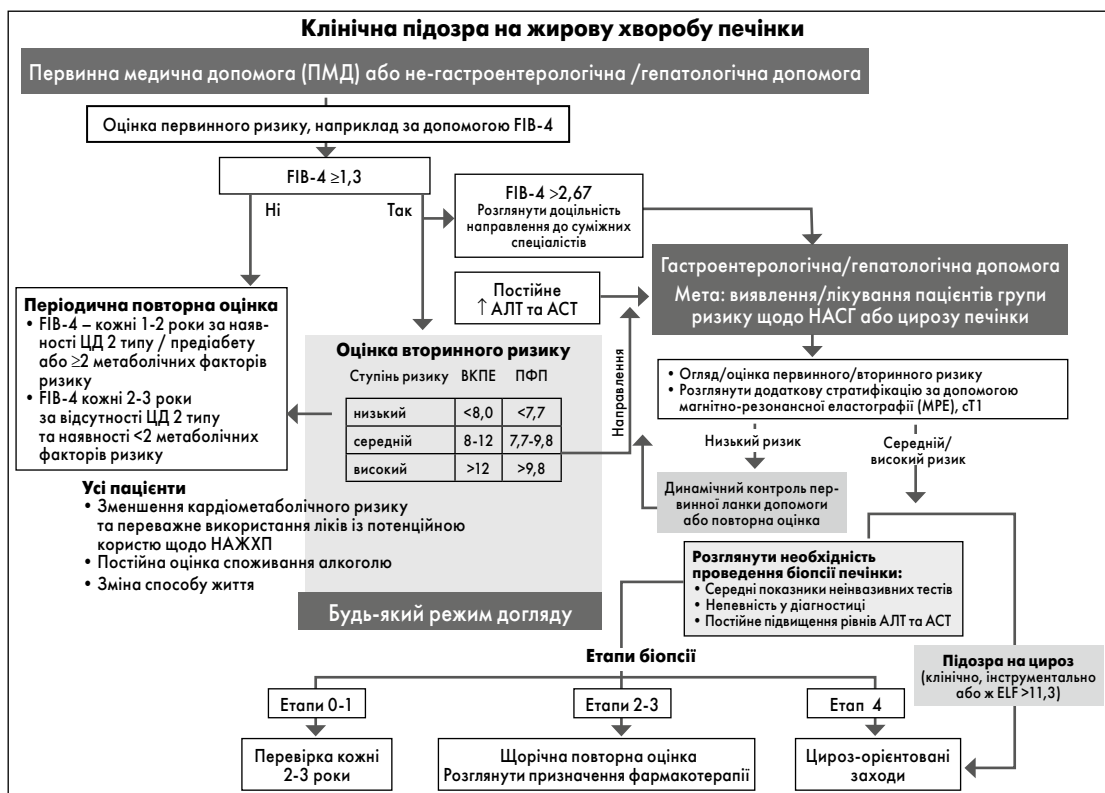 Клінічна підозра на жирову хворобу печінки
Первинна медична допомога (ПМД) або не-гастроентерологічна /гепатологічна допомога
Оцінка первинного ризику, наприклад за допомогою FIB-4
FIB-4 ≥1,3
Ні
Так
FIB-4 >2,67
Розглянути доцільність
направлення до суміжних
спеціалістів
Постійне
↑ АЛТ та АСТ
Гастроентерологічна/гепатологічна допомога
Мета: виявлення/лікування пацієнтів групи
ризику щодо НАСГ або цирозу печінки
Періодична повторна оцінка
• FIB-4 – кожні 1-2 роки за наяв-
ності ЦД 2 типу / предіабету
або ≥2 метаболічних факторів
ризику
• FIB-4 кожні 2-3 роки
за відсутності ЦД 2 типу
та наявності <2 метаболічних
факторів ризику
Оцінка вторинного ризику
Ступінь ризику ВКПЕ ПФП
низький <8,0 <7,7
середній 8-12 7,7-9,8
високий >12 >9,8
Направлення
• Огляд/оцінка первинного/вторинного ризику
• Розглянути додаткову стратифікацію за допомогою
магнітно-резонансної еластографії (МРЕ), cT1
Низький ризик
Середній/
високий ризик
Динамічний контроль пер-
винної ланки допомоги
або повторна оцінка
Усі пацієнти
• Зменшення кардіометаболічного ризику
та переважне використання ліків із потенційною
користю щодо НАЖХП
• Постійна оцінка споживання алкоголю
• Зміна способу життя
Будь-який режим догляду
Розглянути необхідність
проведення біопсії печінки:
• Середні показники неінвазивних тестів
• Непевність у діагностиці
• Постійне підвищення рівнів АЛТ та АСТ
Етапи біопсії
Підозра на цироз
(клінічно, інструментально
або ж ELF >11,3)
Етапи 0-1
Етапи 2-3
Етап 4
Перевірка кожні
2-3 роки
Щорічна повторна оцінка
Розглянути призначення фармакотерапії
Цироз-орієнтовані
заходи